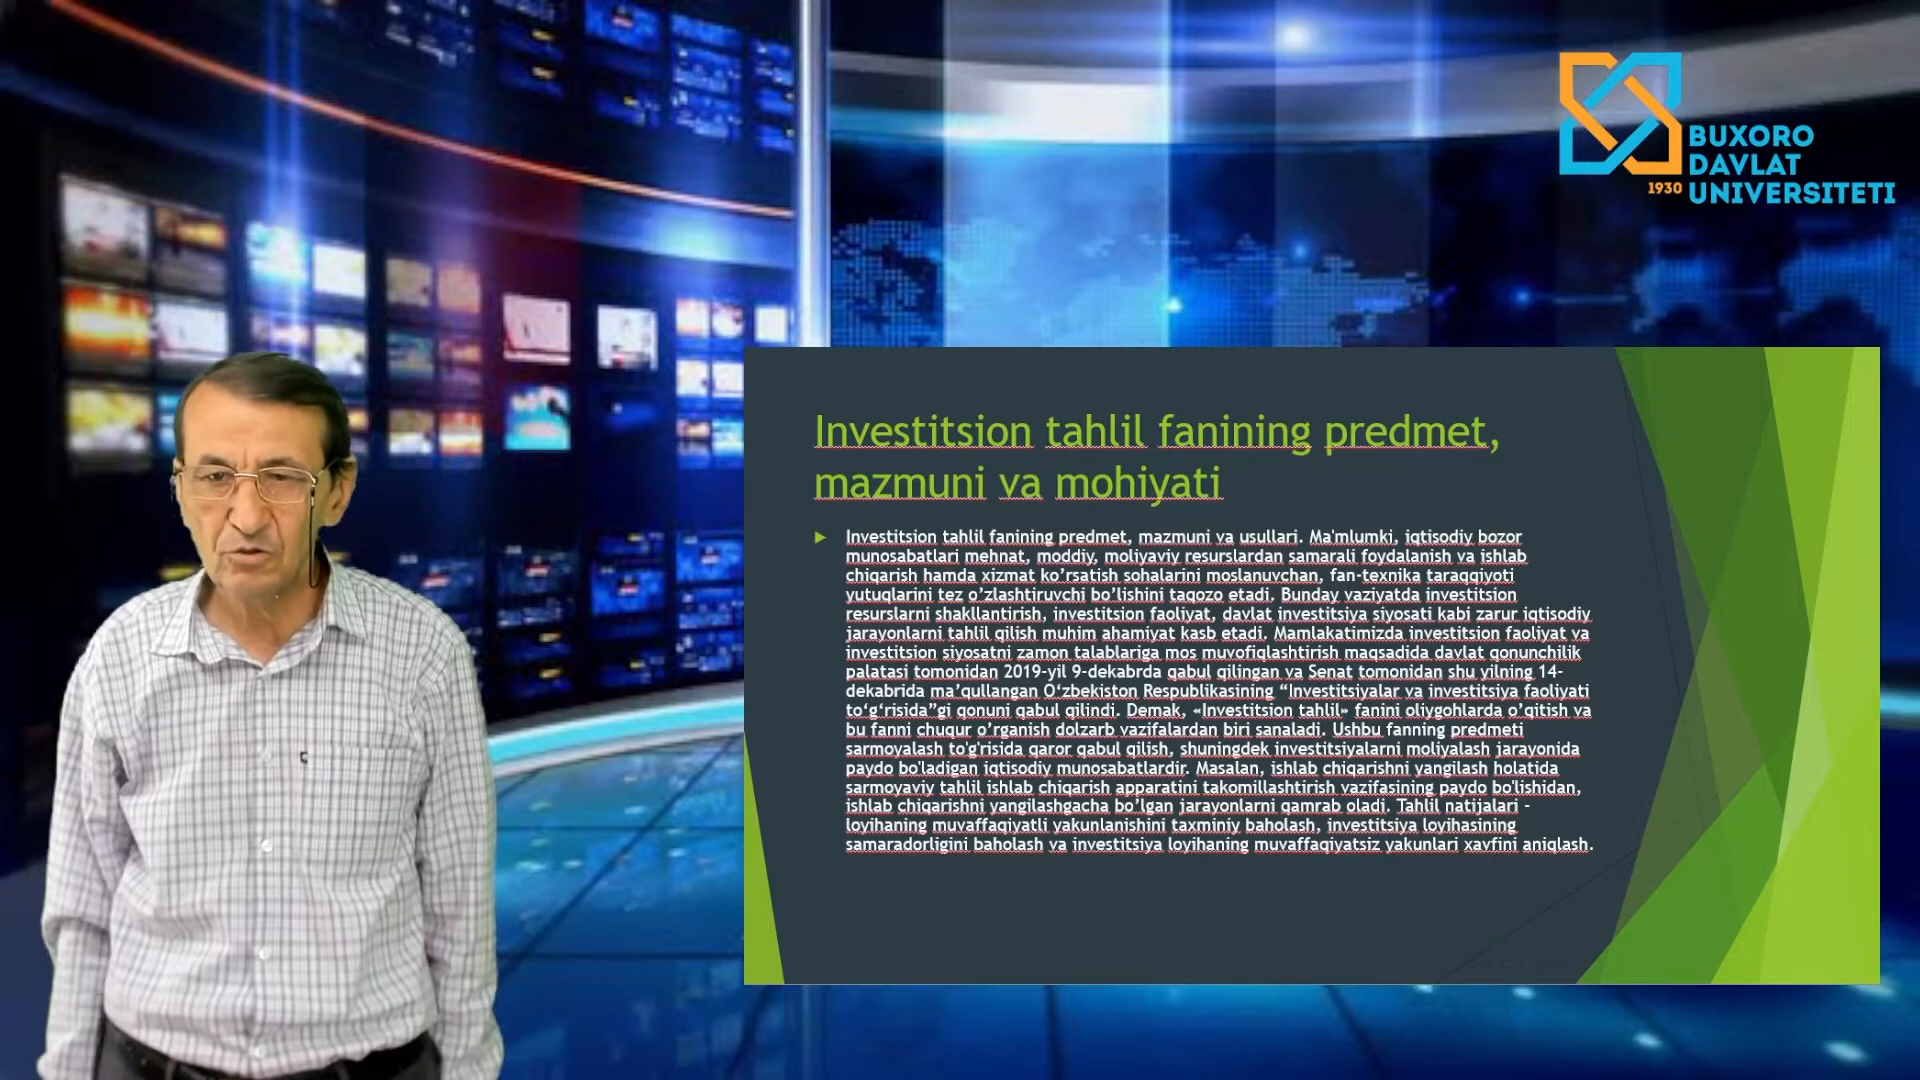 BUXORO
DAVLAT
1930 UNIVERSITETI
Investitsion tahlil fanining predmet,
mazmuni va mohiyati
Investitsion tahlil fanining predmet, mazmuni va usullari. Ma'mlumki, iqtisodiy bozor
munosabatlari mehnat, moddiy, moliyaviy resurslardan samarali foydalanish va ishlab
chiqarish hamda xizmat ko’rsatish sohalarini moslanuvchan, fan-texnika taraqqiyoti
yutuqlarini tez o’zlashtiruvchi bo’lishini taqozo etadi. Bunday vaziyatda investitsion
resurslarni shakllantirish, investitsion faoliyat, davlat investitsiya siyosati kabi zarur iqtisodiy
jarayonlarni tahlil qilish muhim ahamiyat kasb etadi. Mamlakatimizda investitsion faoliyat va
investitsion siyosatni zamon talablariga mos muvofiqlashtirish maqsadida davlat qonunchilik
palatasi tomonidan 2019-yil 9-dekabrda qabul qilingan va Senat tomonidan shu yilning 14-
dekabrida ma’qullangan O‘zbekiston Respublikasining “Investitsiyalar va investitsiya faoliyati
to‘g‘risida”gi qonuni qabul qilindi. Demak, «Investitsion tahlil» fanini oliygohlarda o’qitish va
bu fanni chuqur o’rganish dolzarb vazifalardan biri sanaladi. Ushbu fanning predmeti
sarmoyalash to'g'risida qaror qabul qilish, shuningdek investitsiyalarni moliyalash jarayonida
paydo bo'ladigan iqtisodiy munosabatlardir. Masalan, ishlab chiqarishni yangilash holatida
sarmoyaviy tahlil ishlab chiqarish apparatini takomillashtirish vazifasining paydo bo'lishidan,
ishlab chiqarishni yangilashgacha bo’lgan jarayonlarni qamrab oladi. Tahlil natijalari -
loyihaning muvaffaqiyatli yakunlanishini taxminiy baholash, investitsiya loyihasining
samaradorligini baholash va investitsiya loyihaning muvaffaqiyatsiz yakunlari xavfini aniqlash.